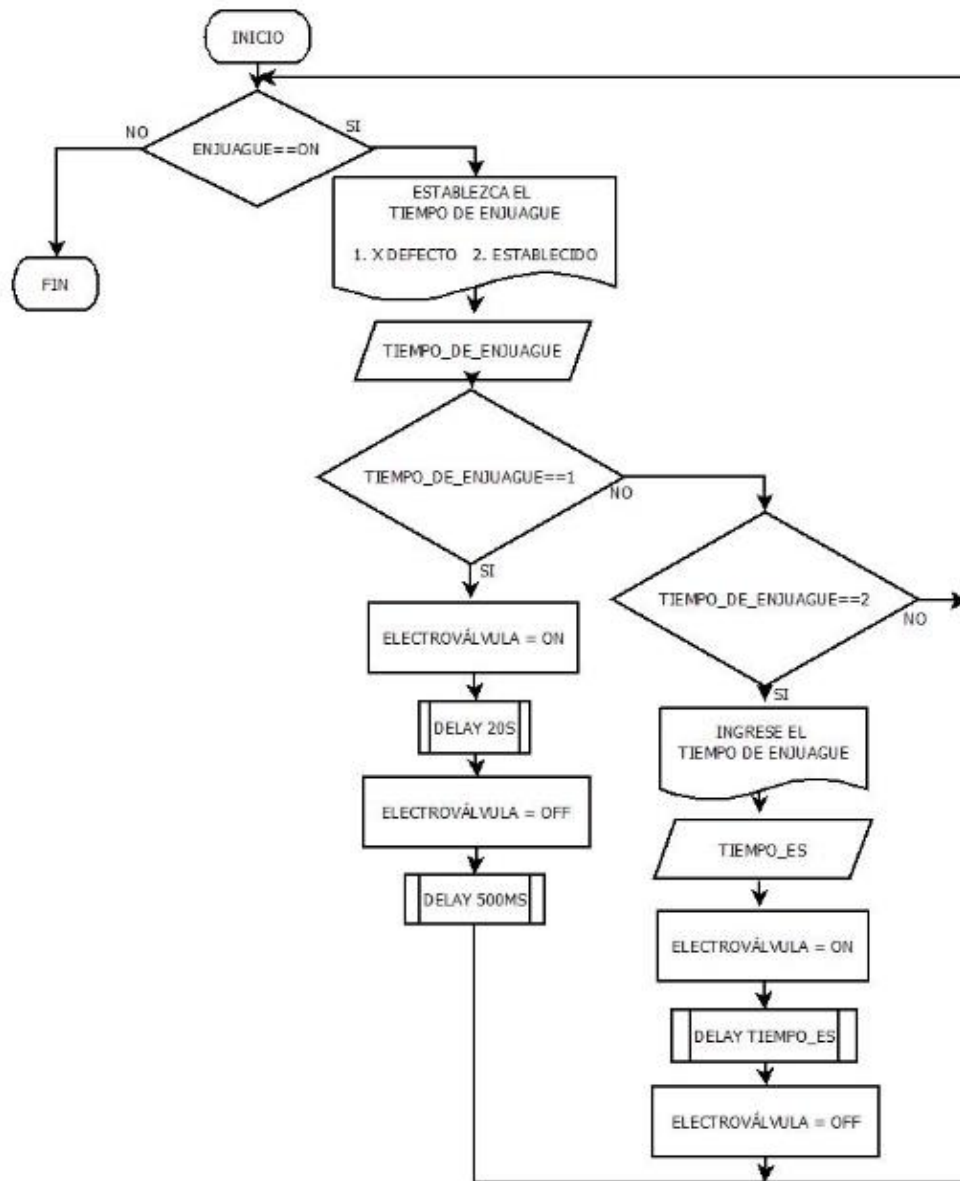 INICIO
NO
SI
ENJUAGUE==ON
ESTABLEZCA EL
TIEMPO DE ENJUAGUE
1. X DEFECTO 2. ESTABLECIDO
FIN
TIEMPO_DE_ENJUAGUE
TIEMPO_DE_ENJUAGUE==1
NO
SI
TIEMPO_DE_ENJUAGUE==2
NO
SI
ELECTROVÁLVULA = ON
DELAY 20S
ELECTROVÁLVULA = OFF
DELAY 500MS
INGRESE EL
TIEMPO DE ENJUAGUE
TIEMPO_ES
ELECTROVÁLVULA = ON
DELAY TIEMPO_ES
ELECTROVÁLVULA = OFF